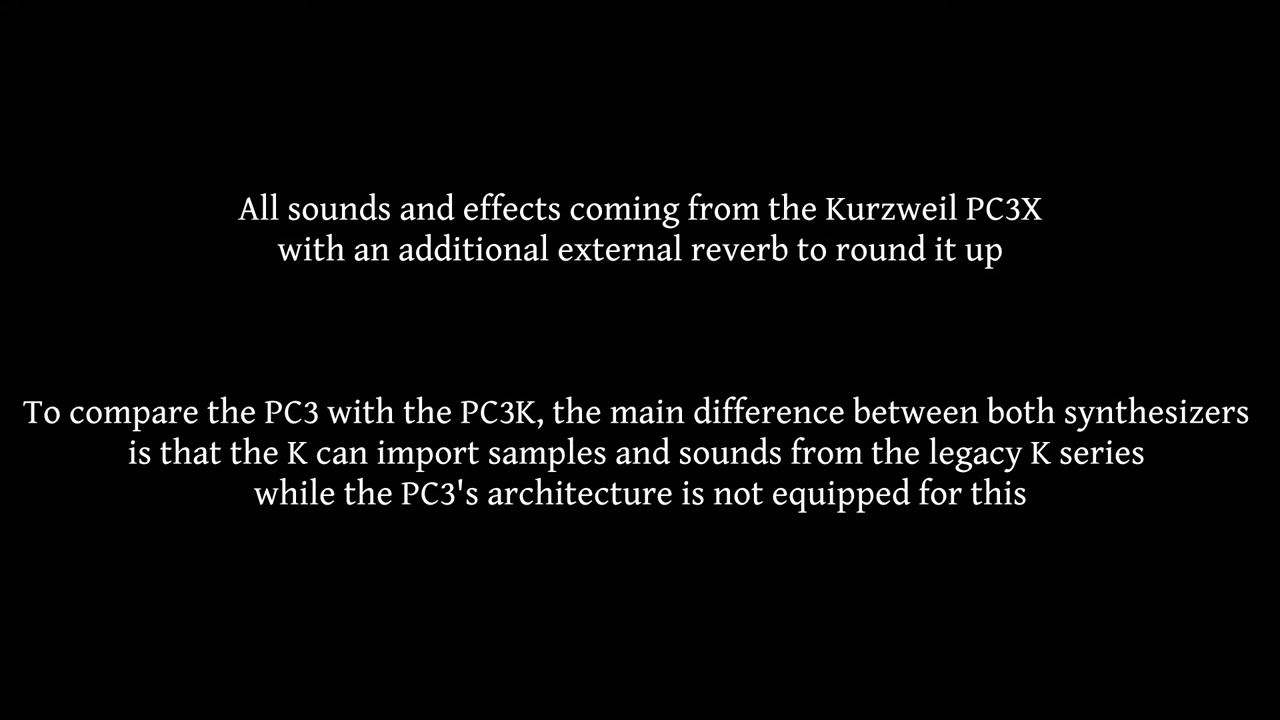 All sounds and effects coming from the Kurzweil PC3X
with an additional external reverb to round it up
To compare the PC3 with the PC3K, the main difference between both synthesizers
is that the K can import samples and sounds from the legacy K series
while the PC3's architecture is not equipped for this